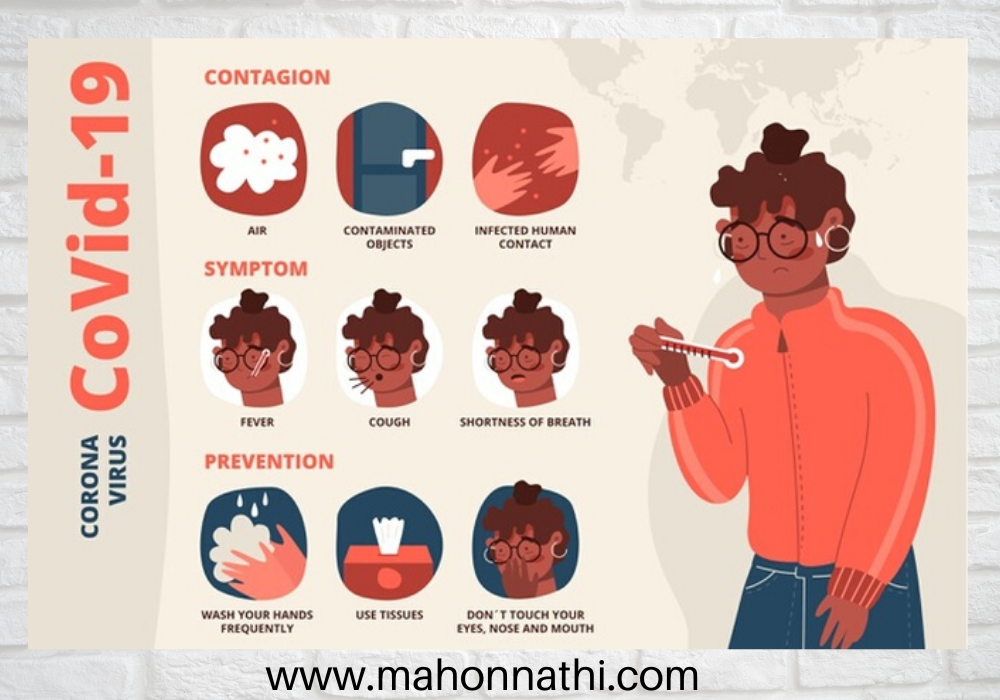 CoVid-19
CORONA
VIRUS
CONTAGION
AIR
CONTAMINATED
OBJECTS
INFECTED HUMAN
CONTACT
SYMPTOM
FEVER
COUGH
SHORTNESS OF BREATH
PREVENTION
WASH YOUR HANDS
FREQUENTLY
USE TISSUES
DON´T TOUCH YOUR
EYES, NOSE AND MOUTH
www.mahonnathi.com